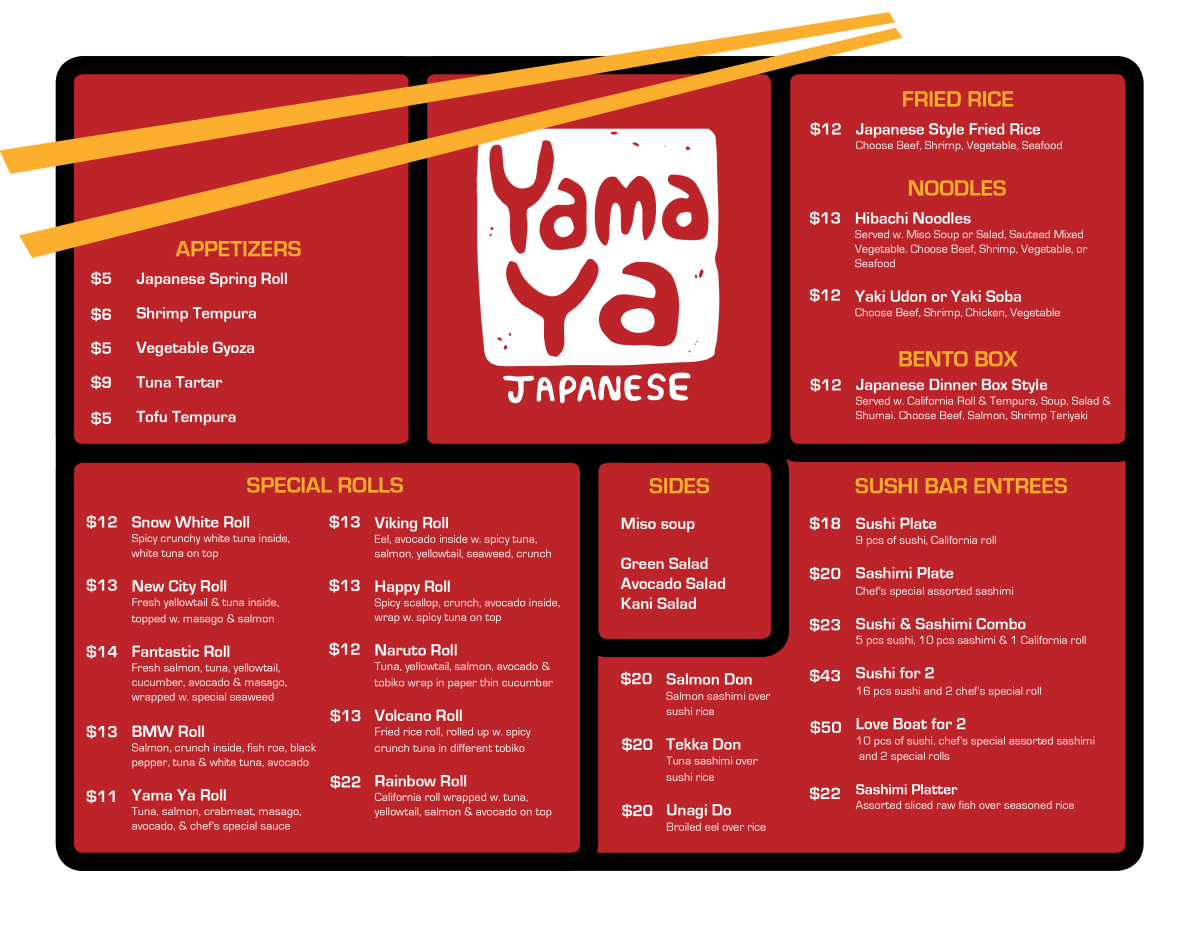 Yama
Ya
JAPANESE
APPETIZERS
$5 Japanese Spring Roll
$6 Shrimp Tempura
$5 Vegetable Gyoza
$9 Tuna Tartar
$5 Tofu Tempura
FRIED RICE
$12 Japanese Style Fried Rice
Choose Beef, Shrimp, Vegetable, Seafood
NOODLES
$13 Hibachi Noodles
Served w. Miso Soup or Salad, Sauteed Mixed
Vegetable. Choose Beef, Shrimp, Vegetable, or
Seafood
$12 Yaki Udon or Yaki Soba
Choose Beef, Shrimp, Chicken, Vegetable
BENTO BOX
$12 Japanese Dinner Box Style
Served w. California Roll & Tempura, Soup, Salad &
Shumai. Choose Beef, Salmon, Shrimp Teriyaki
SPECIAL ROLLS
$12 Snow White Roll
Spicy crunchy white tuna inside,
white tuna on top
$13 New City Roll
Fresh yellowtail & tuna inside,
topped w. masago & salmon
$14 Fantastic Roll
Fresh salmon, tuna, yellowtail,
cucumber, avocado & masago,
wrapped w. special seaweed
$13 BMW Roll
Salmon, crunch inside, fish roe, black
pepper, tuna & white tuna, avocado
$11 Yama Ya Roll
Tuna, salmon, crabmeat, masago,
avocado, & chef's special sauce
$13 Viking Roll
Eel, avocado inside w. spicy tuna,
salmon, yellowtail, seaweed, crunch
$13 Happy Roll
Spicy scallop, crunch, avocado inside,
wrap w. spicy tuna on top
$12 Naruto Roll
Tuna, yellowtail, salmon, avocado &
tobiko wrap in paper thin cucumber
$13 Volcano Roll
Fried rice roll, rolled up w. spicy
crunch tuna in different tobiko
$22 Rainbow Roll
California roll wrapped w. tuna,
yellowtail, salmon & avocado on top
SIDES
Miso soup
Green Salad
Avocado Salad
Kani Salad
$20 Salmon Don
Salmon sashimi over
sushi rice
$20 Tekka Don
Tuna sashimi over
sushi rice
$20 Unagi Do
Broiled eel over rice
SUSHI BAR ENTREES
$18 Sushi Plate
9 pcs of sushi, California roll
$20 Sashimi Plate
Chef's special assorted sashimi
$23 Sushi & Sashimi Combo
5 pcs sushi, 10 pcs sashimi & 1 California roll
$43 Sushi for 2
16 pcs sushi and 2 chef's special roll
$50 Love Boat for 2
10 pcs of sushi, chef's special assorted sashimi
and 2 special rolls
$22 Sashimi Platter
Assorted sliced raw fish over seasoned rice